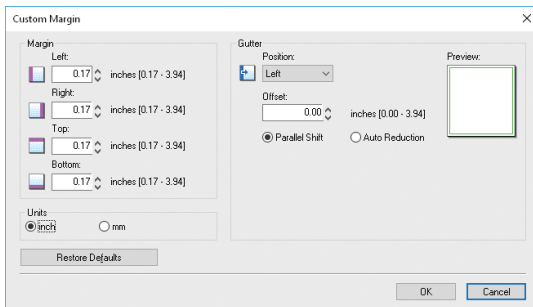 Custom Margin
Margin
Left:
0.17 inches [0.17 - 3.94]
Right:
0.17 inches [0.17 - 3.94]
Top:
0.17 inches [0.17 - 3.94]
Bottom:
0.17 inches [0.17 - 3.94]
Units
inch mm
Restore Defaults
Gutter
Position:
Left
Offset:
0.00 inches [0.00 - 3.94]
Parallel Shift Auto Reduction
Preview:
OK Cancel